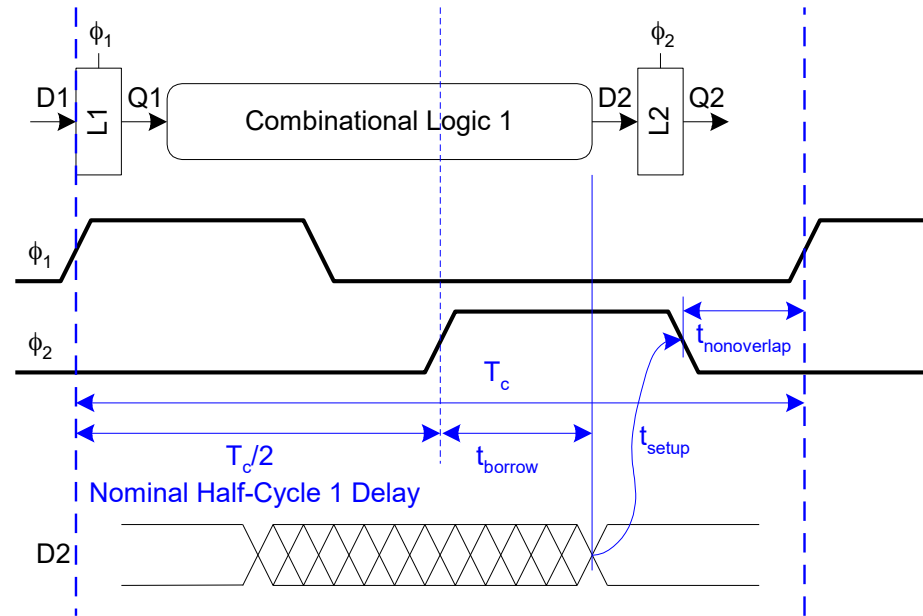 ϕ1
ϕ2
D1
L1
Q1
Combinational Logic 1
D2
L2
Q2
ϕ1
ϕ2
tnonoverlap
Tc
Tc/2
tborrow
tsetup
Nominal Half-Cycle 1 Delay
D2